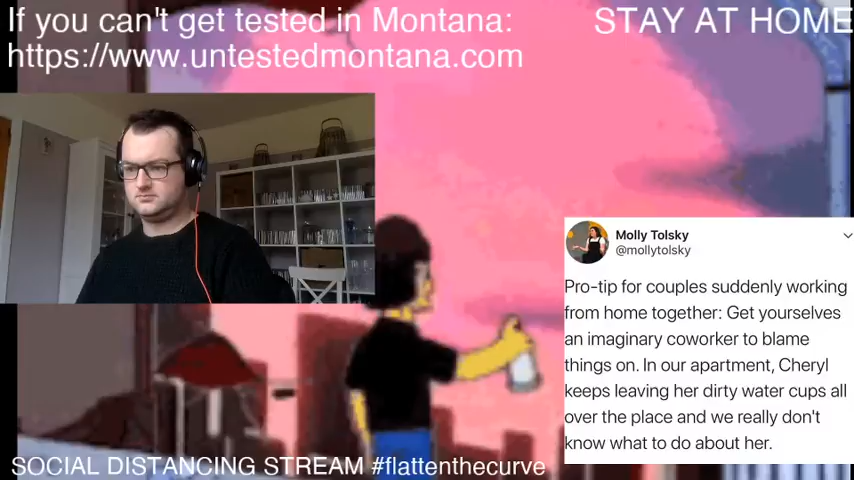 If you can't get tested in Montana:
https://www.untestedmontana.com
STAY AT HOME
Molly Tolsky
@mollytolsky
Pro-tip for couples suddenly working
from home together: Get yourselves
an imaginary coworker to blame
things on. In our apartment, Cheryl
keeps leaving her dirty water cups all
over the place and we really don't
know what to do about her.
SOCIAL DISTANCING STREAM #flattenthecurve